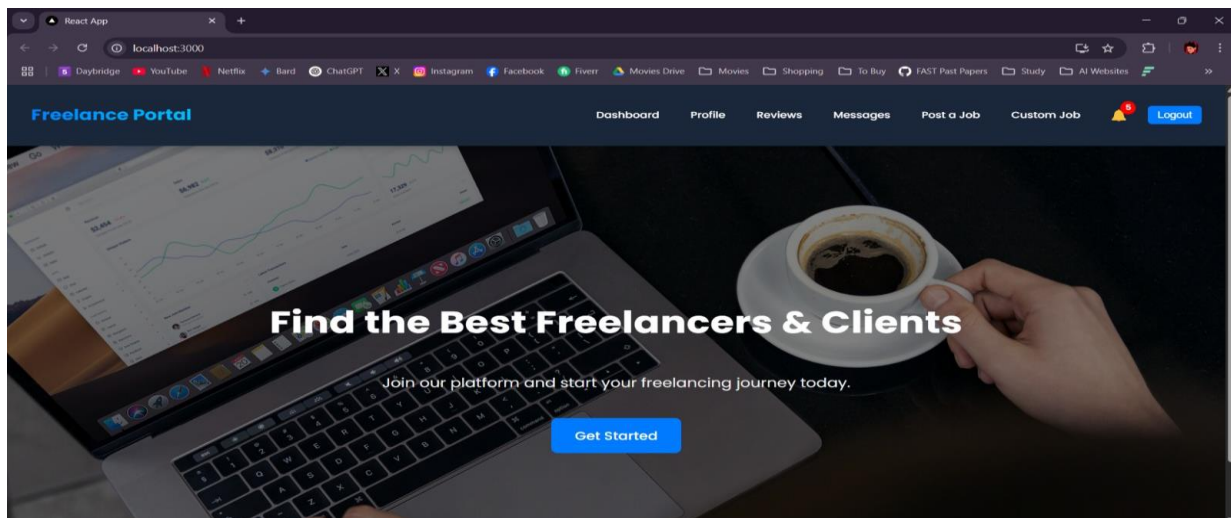 React App
localhost:3000
Daybridge YouTube Netflix Bard ChatGPT X Instagram Facebook Fiverr Movies Drive Movies Shopping To Buy FAST Past Papers Study AI Websites »
Freelance Portal Dashboard Profile Reviews Messages Post a Job Custom Job 5 Logout
Find the Best Freelancers & Clients
Join our platform and start your freelancing journey today.
Get Started